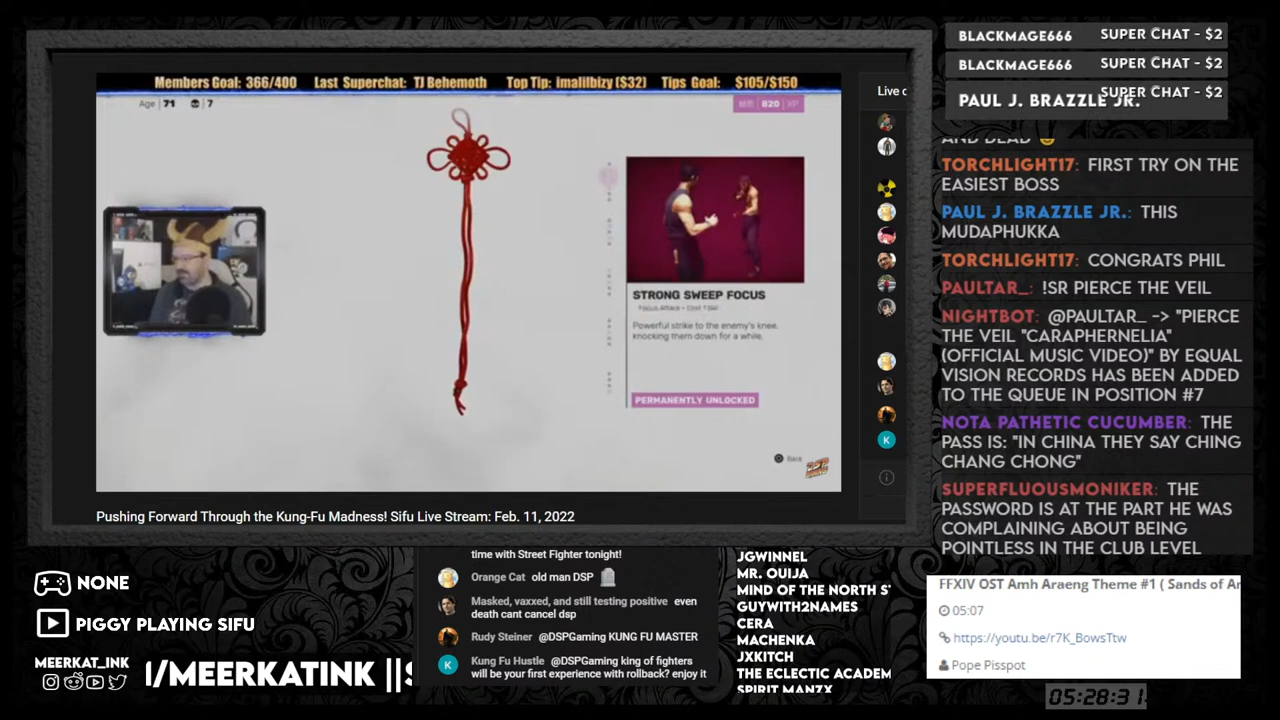 Members Goal: 366/400 Last Superchat: TJ Behemoth Top Tip: imalilbizy ($32) Tips Goal: $105/$150
Age 71 7
820 XP
STRONG SWEEP FOCUS
Powerful strike to the enemy's knee,
knocking them down for a while.
PERMANENTLY UNLOCKED
Back
Live c
Pushing Forward Through the Kung-Fu Madness! Sifu Live Stream: Feb. 11, 2022
BLACKMAGE666 SUPER CHAT - $2
BLACKMAGE666 SUPER CHAT - $2
PAUL J. BRAZZLE JR. SUPER CHAT - $2
AND DEAD
TORCHLIGHT17: FIRST TRY ON THE
EASIEST BOSS
PAUL J. BRAZZLE JR.: THIS
MUDAPHUKKA
TORCHLIGHT17: CONGRATS PHIL
PAULTAR_: !SR PIERCE THE VEIL
NIGHTBOT: @PAULTAR_ -> "PIERCE
THE VEIL "CARAPHERNELIA"
(OFFICIAL MUSIC VIDEO)" BY EQUAL
VISION RECORDS HAS BEEN ADDED
TO THE QUEUE IN POSITION #7
NOTA PATHETIC CUCUMBER: THE
PASS IS: "IN CHINA THEY SAY CHING
CHANG CHONG"
SUPERFLUOUSMONIKER: THE
PASSWORD IS AT THE PART HE WAS
COMPLAINING ABOUT BEING
POINTLESS IN THE CLUB LEVEL
NONE
PIGGY PLAYING SIFU
MEERKAT_INK
I/MEERKATINK ||S
time with Street Fighter tonight!
Orange Cat old man DSP
Masked, vaxxed, and still testing positive even
death cant cancel dsp
Rudy Steiner @DSPGaming KUNG FU MASTER
Kung Fu Hustle @DSPGaming king of fighters
will be your first experience with rollback? enjoy it
JGWINNEL
MR. OUIJA
MIND OF THE NORTH S
GUYWITH2NAMES
CERA
MACHENKA
JXKITCH
THE ECLECTIC ACADEM
SPIRIT MANZX
FFXIV OST Amh Araeng Theme #1 ( Sands of Ar
05:07
https://youtu.be/r7K_BowsTtw
Pope Pisspot
05:28:31